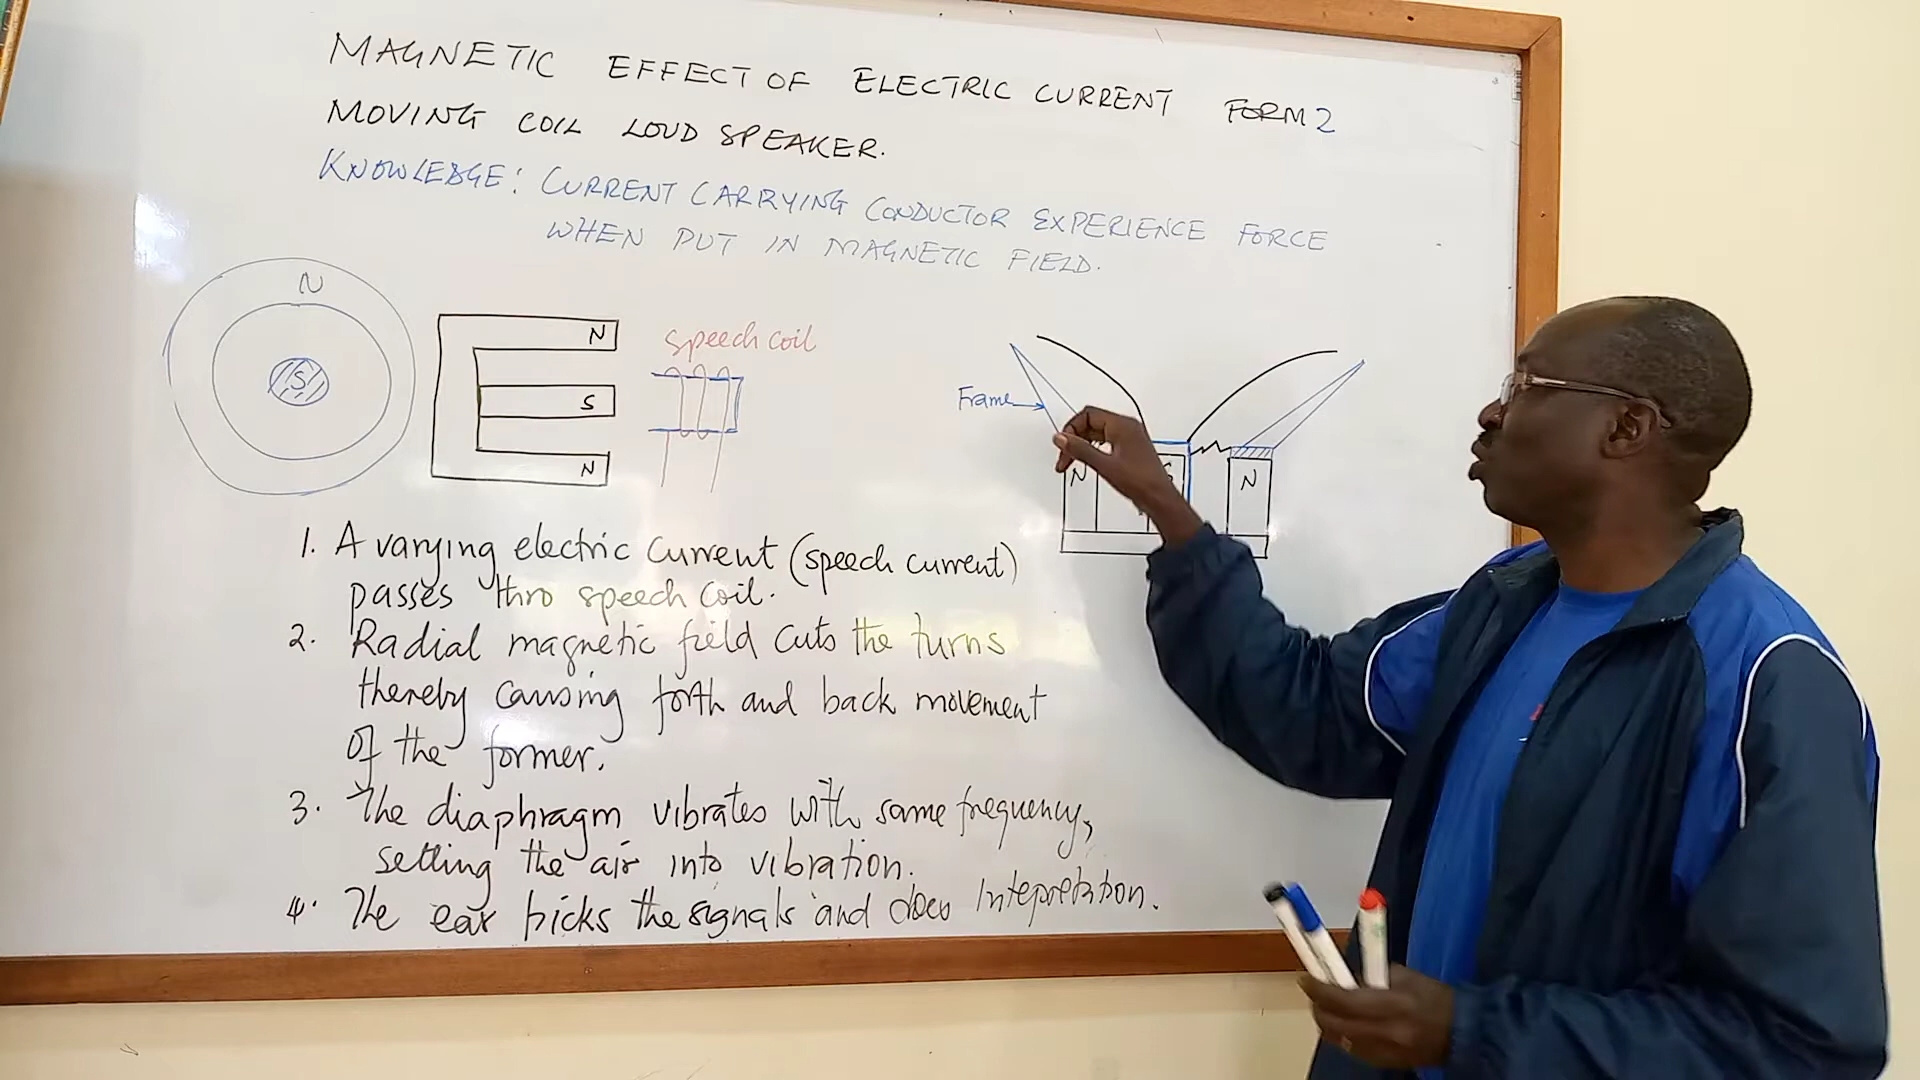 MAGNETIC EFFECT OF ELECTRIC CURRENT FORM 2
MOVING COIL LOUD SPEAKER.
KNOWLEDGE: CURRENT CARRYING CONDUCTOR EXPERIENCE FORCE
WHEN PUT IN MAGNETIC FIELD.
N
S
N
S
N
speech coil
Frame
N
S
N
1. A varying electric current (speech current)
passes thro speech coil.
2. Radial magnetic field cuts the turns
thereby causing forth and back movement
of the former.
3. The diaphragm vibrates with same frequency,
setting the air into vibration.
4. The ear picks the signals and does Intepretation.